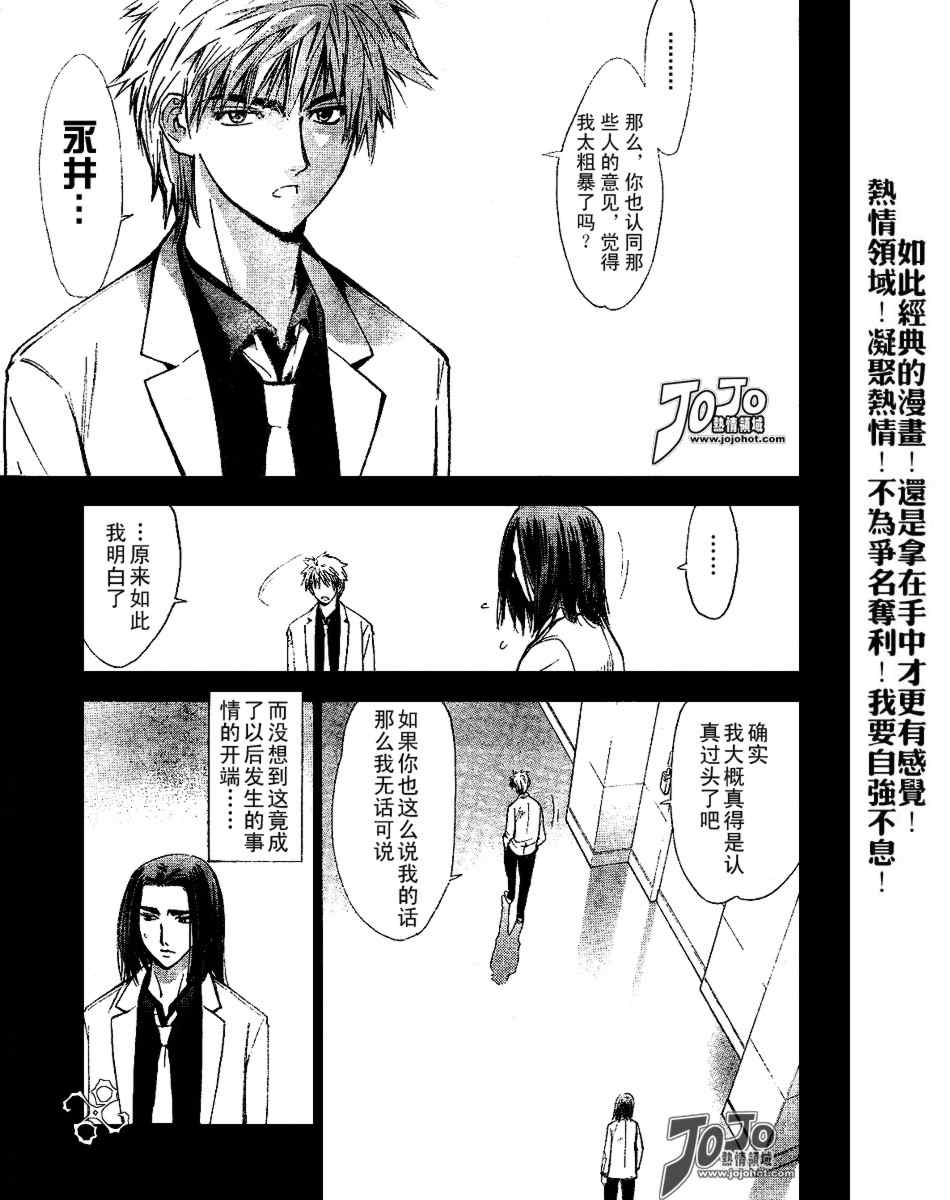 ………
那么，你也认同那
些人的意见，觉得
我太粗暴了吗？
永井…
JOJO
熱情領域
www.jojohot.com
……
…原来如此
我明白了
确实
我大概真得是认
真过头了吧
如果你也这么说我的话
那么我无话可说
而没想到这竟成
了以后发生的事
情的开端……
JOJO
熱情領域
www.jojohot.com
如此經典的漫畫！還是拿在手中才更有感覺！
熱情領域！凝聚熱情！不為爭名奪利！我要自強不息！